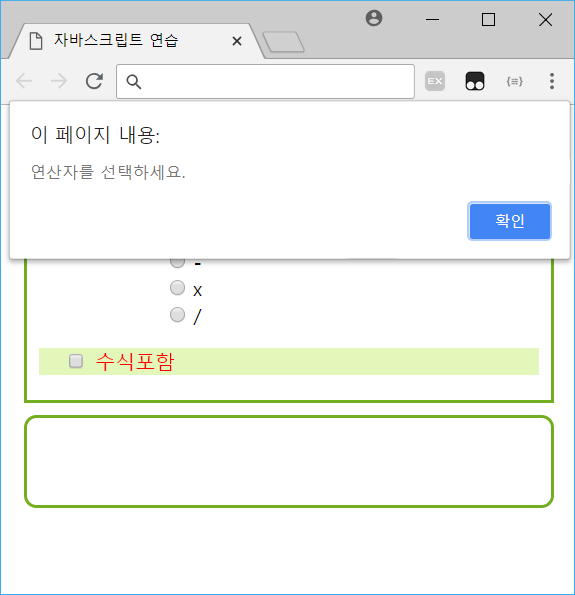 자바스크립트 연습
EX
{≡}
이 페이지 내용:
연산자를 선택하세요.
확인
-
x
/
수식포함